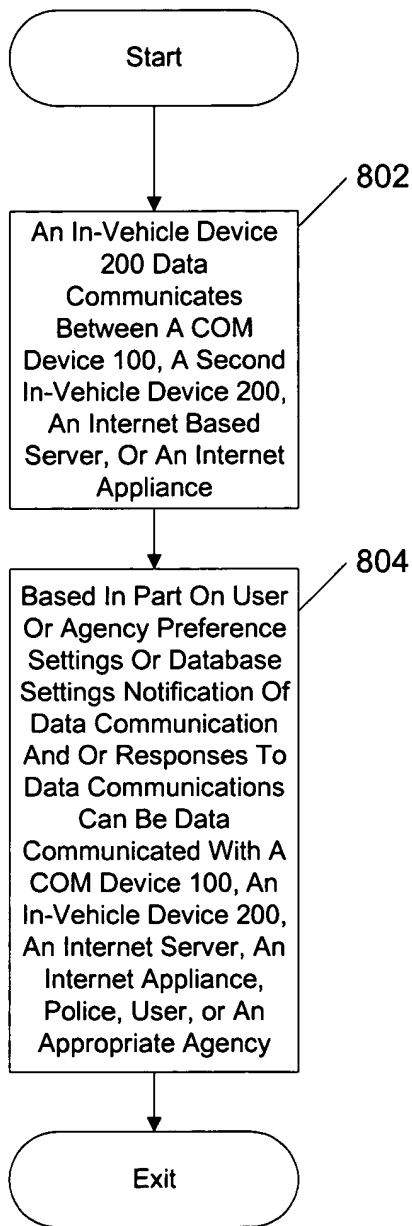 Start
802
An In-Vehicle Device
200 Data
Communicates
Between A COM
Device 100, A Second
In-Vehicle Device 200,
An Internet Based
Server, Or An Internet
Appliance
804
Based In Part On User
Or Agency Preference
Settings Or Database
Settings Notification Of
Data Communication
And Or Responses To
Data Communications
Can Be Data
Communicated With A
COM Device 100, An
In-Vehicle Device 200,
An Internet Server, An
Internet Appliance,
Police, User, or An
Appropriate Agency
Exit